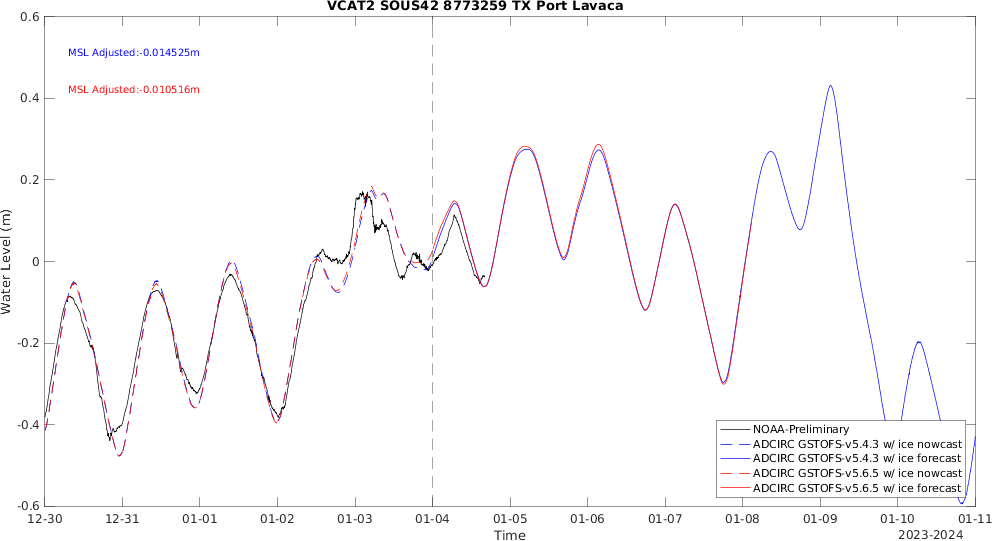 VCAT2 SOUS42 8773259 TX Port Lavaca
0.6
MSL Adjusted:-0.014525m
MSL Adjusted:-0.010516m
0.4
0.2
0
-0.2
-0.4
-0.6
Water Level (m)
NOAA-Preliminary
ADCIRC GSTOFS-v5.4.3 w/ ice nowcast
ADCIRC GSTOFS-v5.4.3 w/ ice forecast
ADCIRC GSTOFS-v5.6.5 w/ ice nowcast
ADCIRC GSTOFS-v5.6.5 w/ ice forecast
12-30 12-31 01-01 01-02 01-03 01-04 01-05 01-06 01-07 01-08 01-09 01-10 01-11
Time
2023-2024